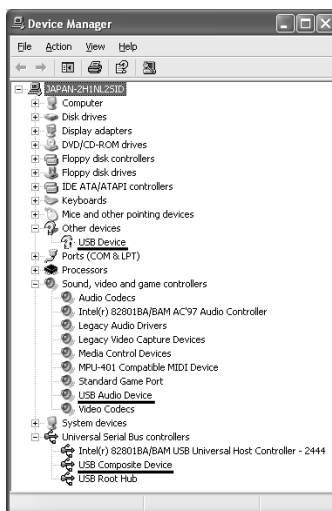 Device Manager
File Action View Help
JAPAN-2H1NL2SID
Computer
Disk drives
Display adapters
DVD/CD-ROM drives
Floppy disk controllers
Floppy disk drives
IDE ATA/ATAPI controllers
Keyboards
Mice and other pointing devices
Other devices
USB Device
Ports (COM & LPT)
Processors
Sound, video and game controllers
Audio Codecs
Intel(r) 82801BA/BAM AC'97 Audio Controller
Legacy Audio Drivers
Legacy Video Capture Devices
Media Control Devices
MPU-401 Compatible MIDI Device
Standard Game Port
USB Audio Device
Video Codecs
System devices
Universal Serial Bus controllers
Intel(r) 82801BA/BAM USB Universal Host Controller - 2444
USB Composite Device
USB Root Hub